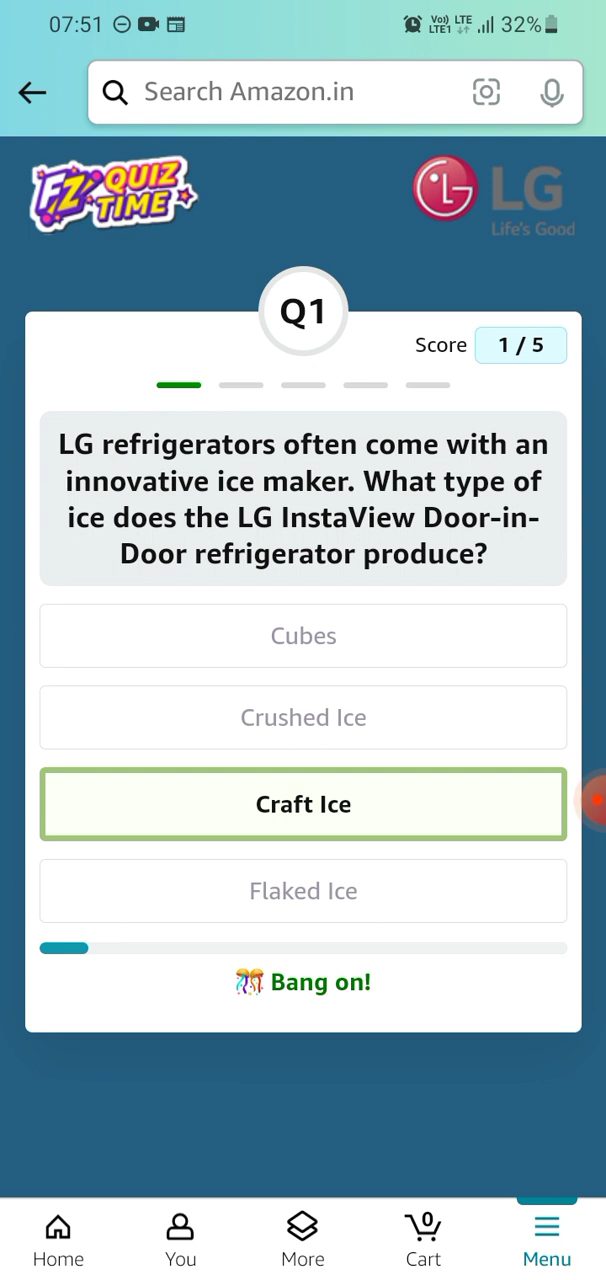 07:51
Vo) LTE
LTE1
32%
Search Amazon.in
FZ QUIZ
TIME
LG
LG
Life's Good
Q1
Score 1 / 5
LG refrigerators often come with an
innovative ice maker. What type of
ice does the LG InstaView Door-in-
Door refrigerator produce?
Cubes
Crushed Ice
Craft Ice
Flaked Ice
Bang on!
0
Home You More Cart Menu